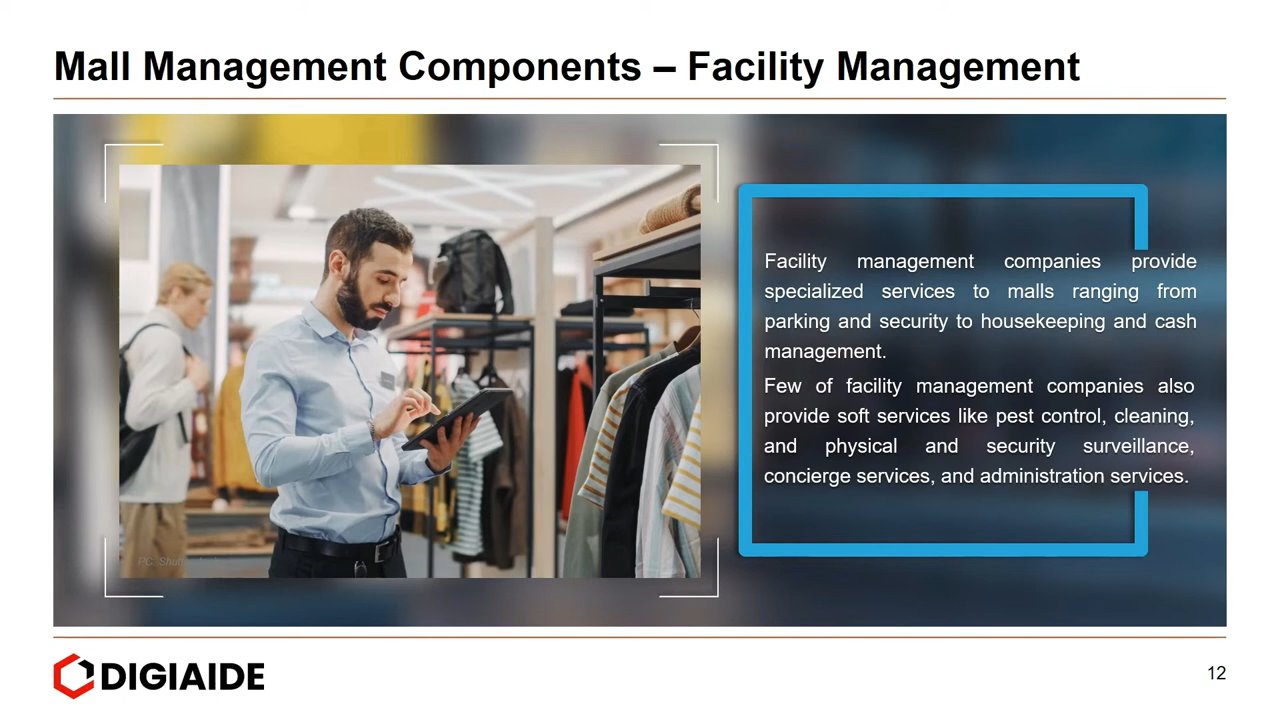 Mall Management Components – Facility Management
Facility management companies provide
specialized services to malls ranging from
parking and security to housekeeping and cash
management.
Few of facility management companies also
provide soft services like pest control, cleaning,
and physical and security surveillance,
concierge services, and administration services.
PC:
DIGIAIDE
12